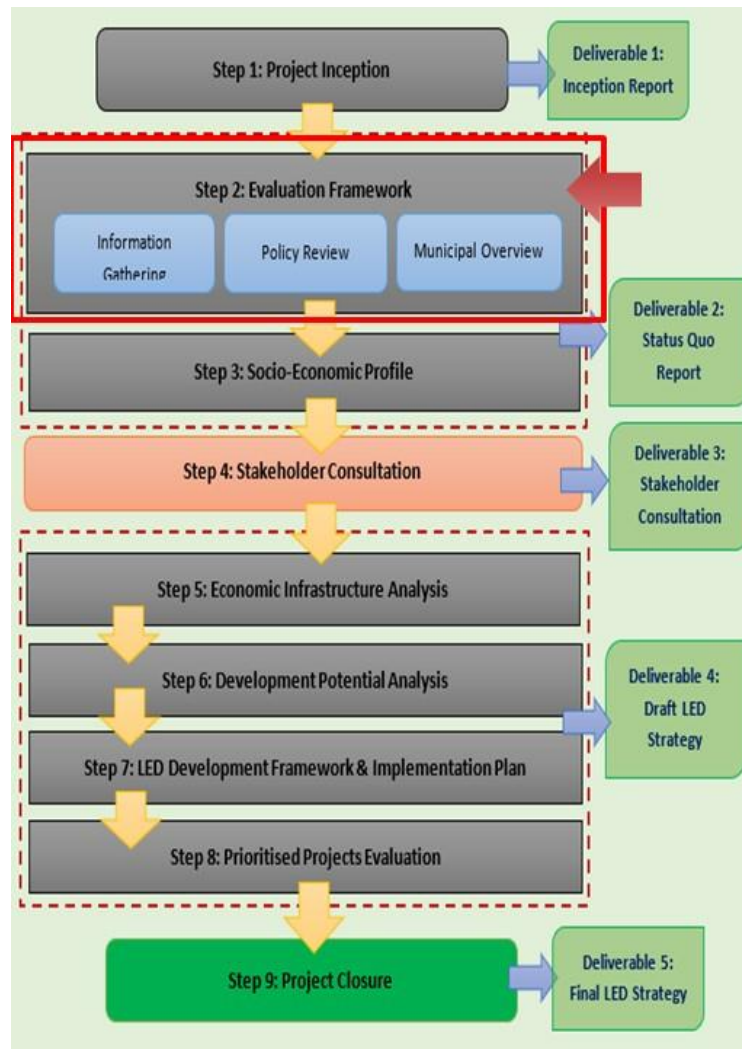 Step 1: Project Inception
Deliverable 1:
Inception Report
Step 2: Evaluation Framework
Information
Gathering
Policy Review
Municipal Overview
Deliverable 2:
Status Quo
Report
Step 3: Socio-Economic Profile
Step 4: Stakeholder Consultation
Deliverable 3:
Stakeholder
Consultation
Step 5: Economic Infrastructure Analysis
Step 6: Development Potential Analysis
Deliverable 4:
Draft LED
Strategy
Step 7: LED Development Framework & Implementation Plan
Step 8: Prioritised Projects Evaluation
Step 9: Project Closure
Deliverable 5:
Final LED Strategy